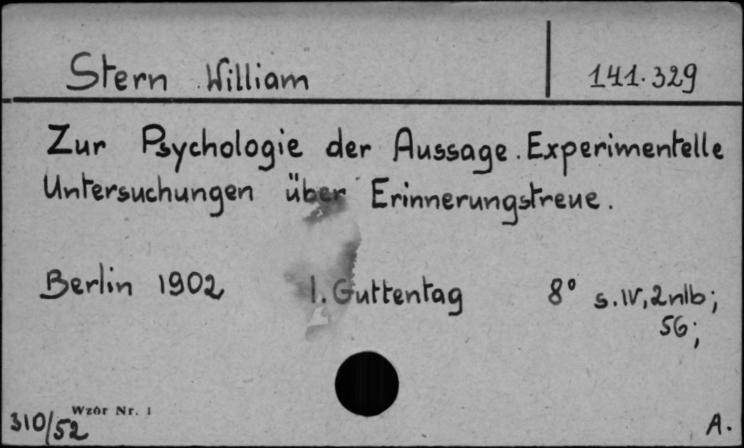 Stern William 141.329
Zur Psychologie der Aussage. Experimentelle
Untersuchungen über Erinnerungstreue.
Berlin 1902 I. Guttentag 8° s. IV, 2nlb;
56;
Wzór Nr. 1
310/52 A.